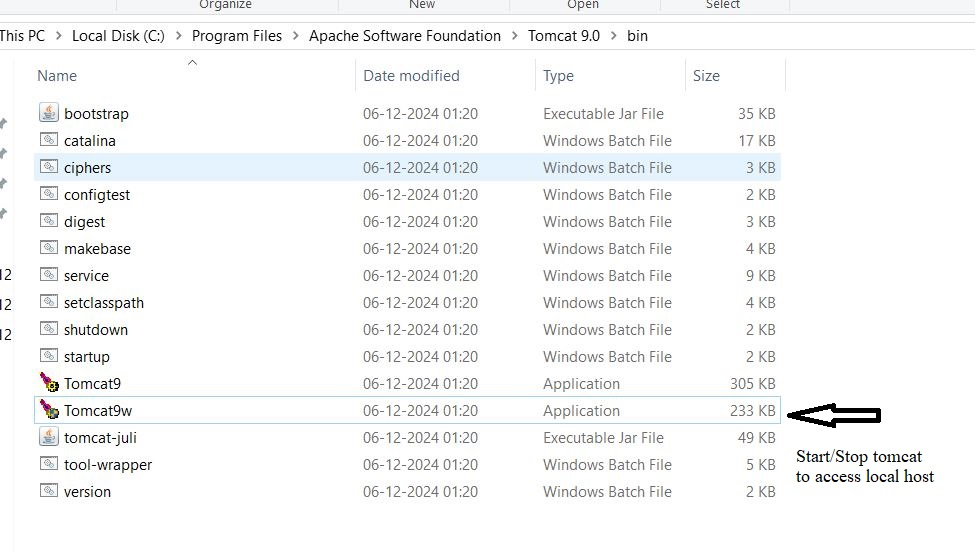 Organize New Open Select
This PC > Local Disk (C:) > Program Files > Apache Software Foundation > Tomcat 9.0 > bin
Name Date modified Type Size
bootstrap 06-12-2024 01:20 Executable Jar File 35 KB
catalina 06-12-2024 01:20 Windows Batch File 17 KB
ciphers 06-12-2024 01:20 Windows Batch File 3 KB
configtest 06-12-2024 01:20 Windows Batch File 2 KB
digest 06-12-2024 01:20 Windows Batch File 3 KB
makebase 06-12-2024 01:20 Windows Batch File 4 KB
12 service 06-12-2024 01:20 Windows Batch File 9 KB
12 setclasspath 06-12-2024 01:20 Windows Batch File 4 KB
12 shutdown 06-12-2024 01:20 Windows Batch File 2 KB
startup 06-12-2024 01:20 Windows Batch File 2 KB
Tomcat9 06-12-2024 01:20 Application 305 KB
Tomcat9w 06-12-2024 01:20 Application 233 KB
tomcat-juli 06-12-2024 01:20 Executable Jar File 49 KB
Start/Stop tomcat
to access local host
tool-wrapper 06-12-2024 01:20 Windows Batch File 5 KB
version 06-12-2024 01:20 Windows Batch File 2 KB